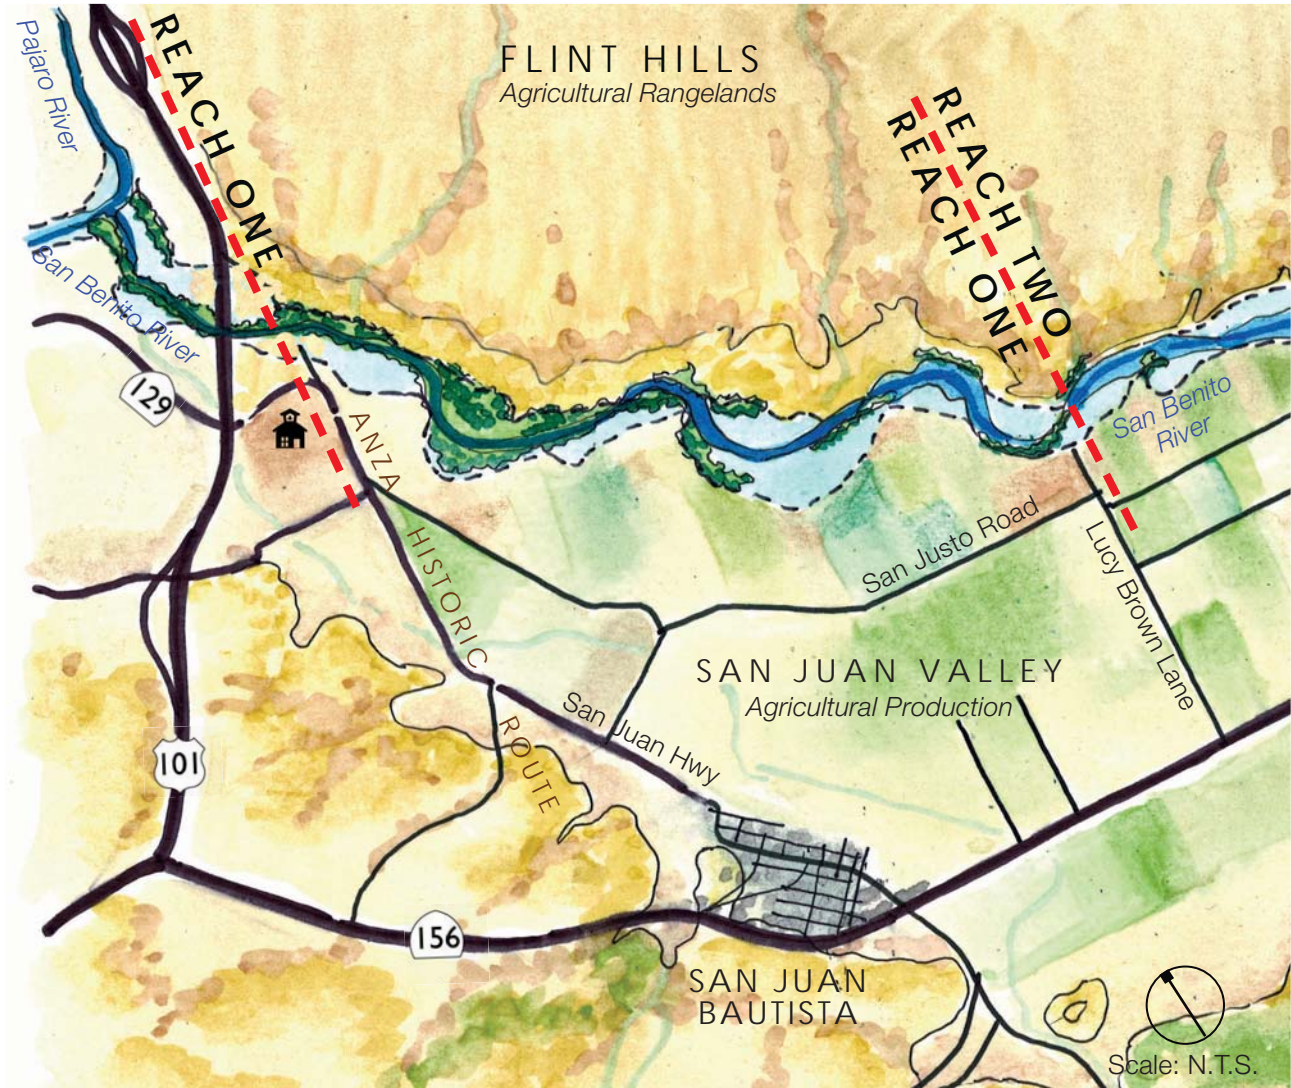 Pajaro River
REACH ONE
FLINT HILLS
Agricultural Rangelands
REACH TWO
REACH ONE
San Benito River
129
San Benito
River
ANZA
HISTORIC
ROUTE
San Justo Road
Lucy Brown Lane
SAN JUAN VALLEY
Agricultural Production
San Juan Hwy
101
156
SAN JUAN
BAUTISTA
Scale: N.T.S.